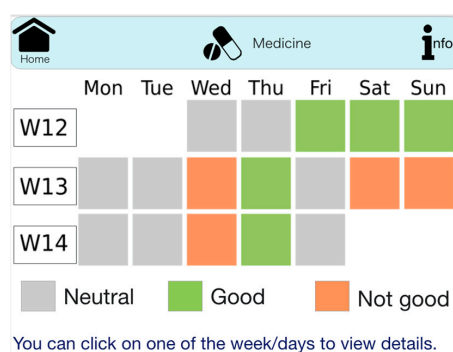 Home
Medicine
Info
Mon Tue Wed Thu Fri Sat Sun
W12
W13
W14
Neutral Good Not good
You can click on one of the week/days to view details.